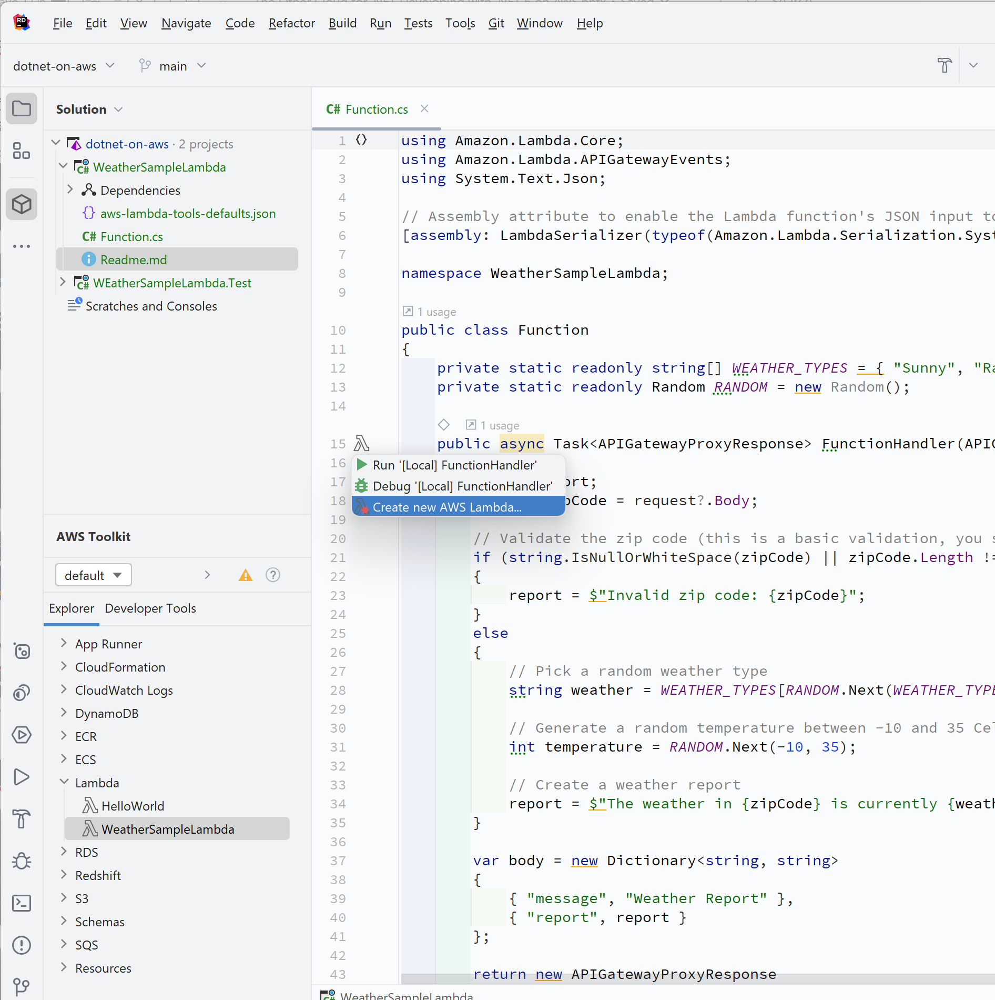 RD
File Edit View Navigate Code Refactor Build Run Tests Tools Git Window Help
dotnet-on-aws main
Solution
dotnet-on-aws · 2 projects
WeatherSampleLambda
Dependencies
aws-lambda-tools-defaults.json
C# Function.cs
Readme.md
WEatherSampleLambda.Test
Scratches and Consoles
AWS Toolkit
default
Explorer Developer Tools
App Runner
CloudFormation
CloudWatch Logs
DynamoDB
ECR
ECS
Lambda
HelloWorld
WeatherSampleLambda
RDS
Redshift
S3
Schemas
SQS
Resources
C# Function.cs
1 using Amazon.Lambda.Core;
2 using Amazon.Lambda.APIGatewayEvents;
3 using System.Text.Json;
4
5 // Assembly attribute to enable the Lambda function's JSON input to
6 [assembly: LambdaSerializer(typeof(Amazon.Lambda.Serialization.Syst
7
8 namespace WeatherSampleLambda;
9
1 usage
10 public class Function
11 {
12 private static readonly string[] WEATHER_TYPES = { "Sunny", "Ra
13 private static readonly Random RANDOM = new Random();
14
1 usage
15 public async Task<APIGatewayProxyResponse> FunctionHandler(APIG
Run '[Local] FunctionHandler'
Debug '[Local] FunctionHandler'
Create new AWS Lambda...
16
17 ort;
18 pCode = request?.Body;
19
20 // Validate the zip code (this is a basic validation, you s
21 if (string.IsNullOrWhiteSpace(zipCode) || zipCode.Length !=
22 {
23 report = $"Invalid zip code: {zipCode}";
24 }
25 else
26 {
27 // Pick a random weather type
28 string weather = WEATHER_TYPES[RANDOM.Next(WEATHER_TYPE
29
30 // Generate a random temperature between -10 and 35 Cel
31 int temperature = RANDOM.Next(-10, 35);
32
33 // Create a weather report
34 report = $"The weather in {zipCode} is currently {weath
35 }
36
37 var body = new Dictionary<string, string>
38 {
39 { "message", "Weather Report" },
40 { "report", report }
41 };
42
43 return new APIGatewayProxyResponse
WeatherSampleLambda